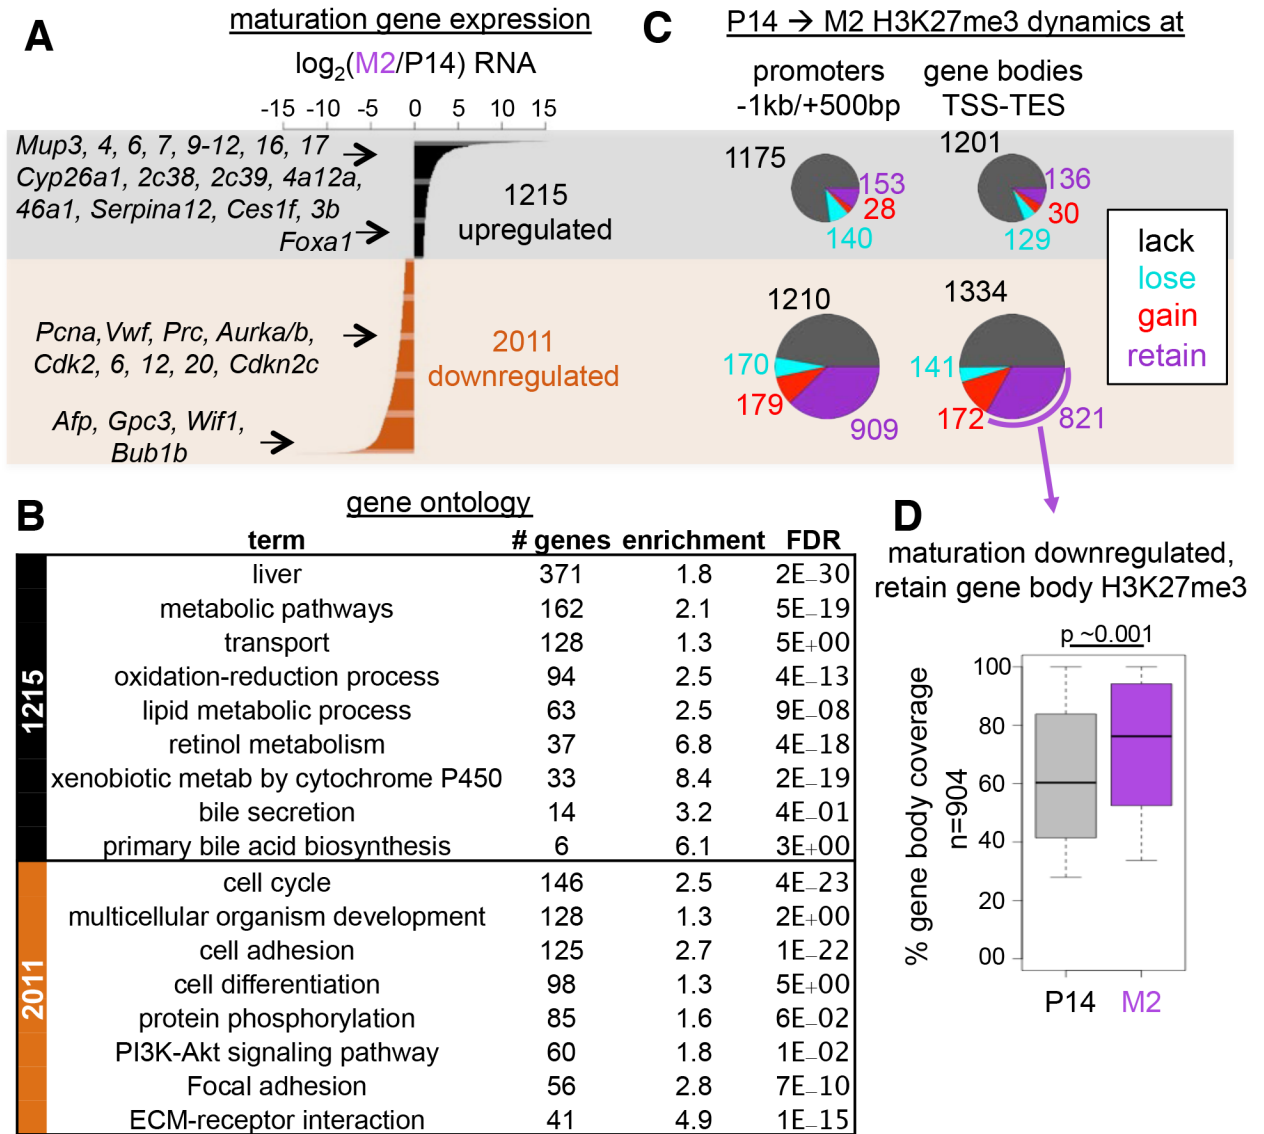 A
maturation gene expression
log2(M2/P14) RNA
-15 -10 -5 0 5 10 15
Mup3, 4, 6, 7, 9-12, 16, 17
Cyp26a1, 2c38, 2c39, 4a12a,
46a1, Serpina12, Ces1f, 3b
Foxa1
1215
upregulated
Pcna,Vwf, Prc, Aurka/b,
Cdk2, 6, 12, 20, Cdkn2c
2011
downregulated
Afp, Gpc3, Wif1,
Bub1b
C
P14 → M2 H3K27me3 dynamics at
promoters
-1kb/+500bp
gene bodies
TSS-TES
1175
153
28
140
1201
136
30
129
1210
170
179
909
1334
141
172
821
lack
lose
gain
retain
B
gene ontology
term # genes enrichment FDR
1215
liver 371 1.8 2E-30
metabolic pathways 162 2.1 5E-19
transport 128 1.3 5E+00
oxidation-reduction process 94 2.5 4E-13
lipid metabolic process 63 2.5 9E-08
retinol metabolism 37 6.8 4E-18
xenobiotic metab by cytochrome P450 33 8.4 2E-19
bile secretion 14 3.2 4E-01
primary bile acid biosynthesis 6 6.1 3E+00
2011
cell cycle 146 2.5 4E-23
multicellular organism development 128 1.3 2E+00
cell adhesion 125 2.7 1E-22
cell differentiation 98 1.3 5E+00
protein phosphorylation 85 1.6 6E-02
PI3K-Akt signaling pathway 60 1.8 1E-02
Focal adhesion 56 2.8 7E-10
ECM-receptor interaction 41 4.9 1E-15
D
maturation downregulated,
retain gene body H3K27me3
p ~0.001
% gene body coverage
n=904
100
80
60
40
20
00
P14 M2